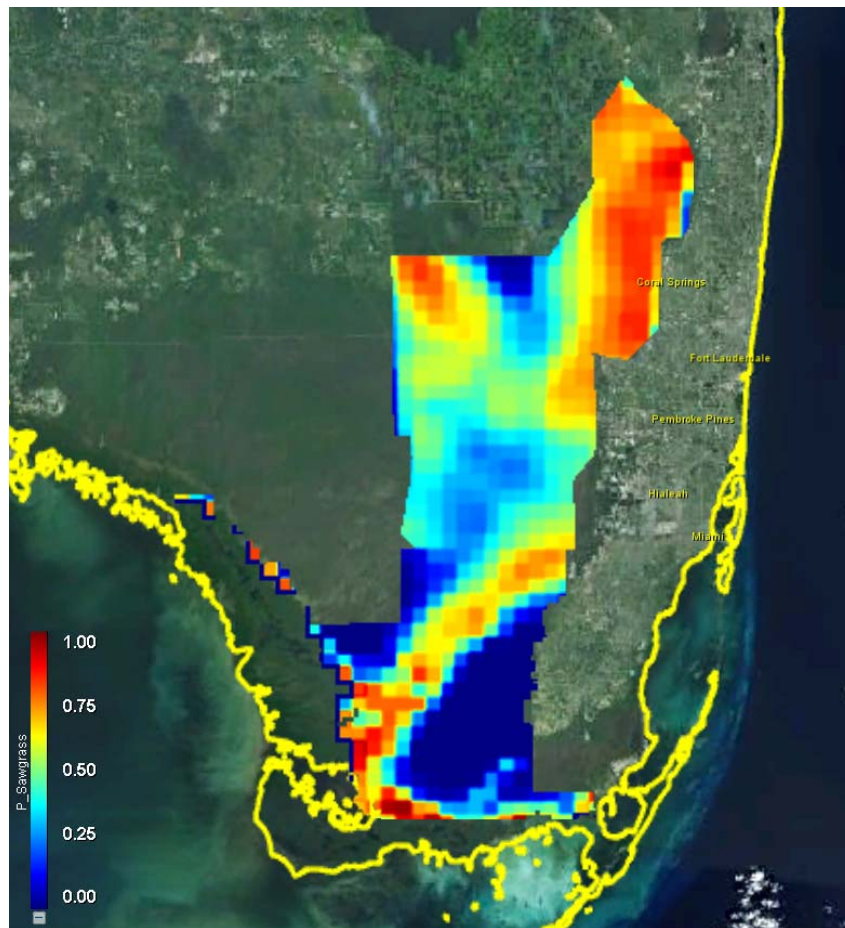 Coral Springs
Fort Lauderdale
Pembroke Pines
Hialeah
Miami
P_Sawgrass
1.00
0.75
0.50
0.25
0.00